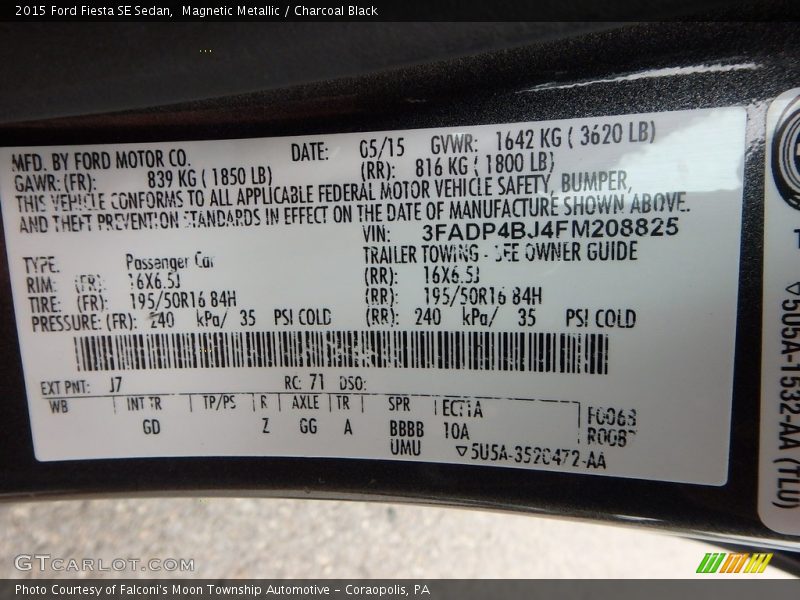 2015 Ford Fiesta SE Sedan, Magnetic Metallic / Charcoal Black
MFD. BY FORD MOTOR CO. DATE: 05/15 GVWR: 1642 KG ( 3620 LB)
GAWR:(FR): 839 KG ( 1850 LB) (RR): 816 KG ( 1800 LB)
THIS VEHICLE CONFORMS TO ALL APPLICABLE FEDERAL MOTOR VEHICLE SAFETY, BUMPER,
AND THEFT PREVENTION STANDARDS IN EFFECT ON THE DATE OF MANUFACTURE SHOWN ABOVE.
VIN: 3FADP4BJ4FM208825
TYPE: Passenger Car TRAILER TOWING - SEE OWNER GUIDE
RIM: (FR): 16X6.5J (RR): 16X6.5J
TIRE: (FR): 195/50R16 84H (RR): 195/50R16 84H
PRESSURE: (FR): 240 kPa/ 35 PSI COLD (RR): 240 kPa/ 35 PSI COLD
EXT PNT: J7 RC: 71 DSO:
WB INT TR TP/PS R AXLE TR SPR
GD Z GG A BBBB 10A
UMU ▽5U5A-3520472-AA
▽5U5A-1532-AA (TLU)
GTCARLOT.COM
Photo Courtesy of Falconi's Moon Township Automotive - Coraopolis, PA